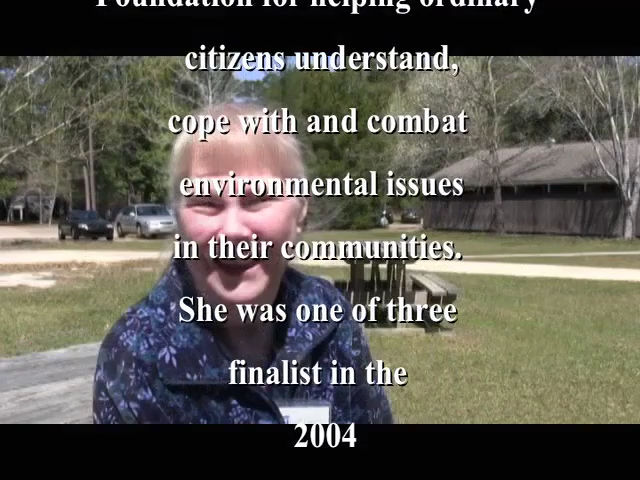 Foundation for helping ordinary
citizens understand,
cope with and combat
environmental issues
in their communities.
She was one of three
finalist in the
2004